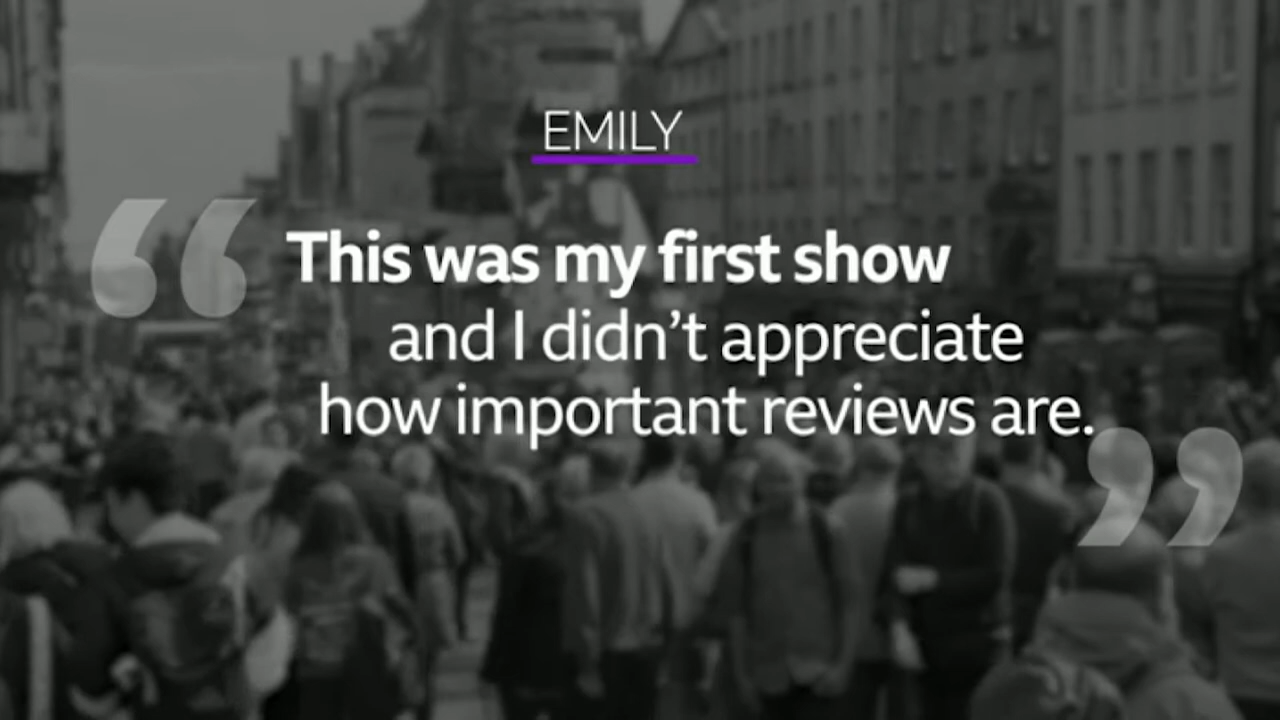 EMILY
“This was my first show
and I didn’t appreciate
how important reviews are.”